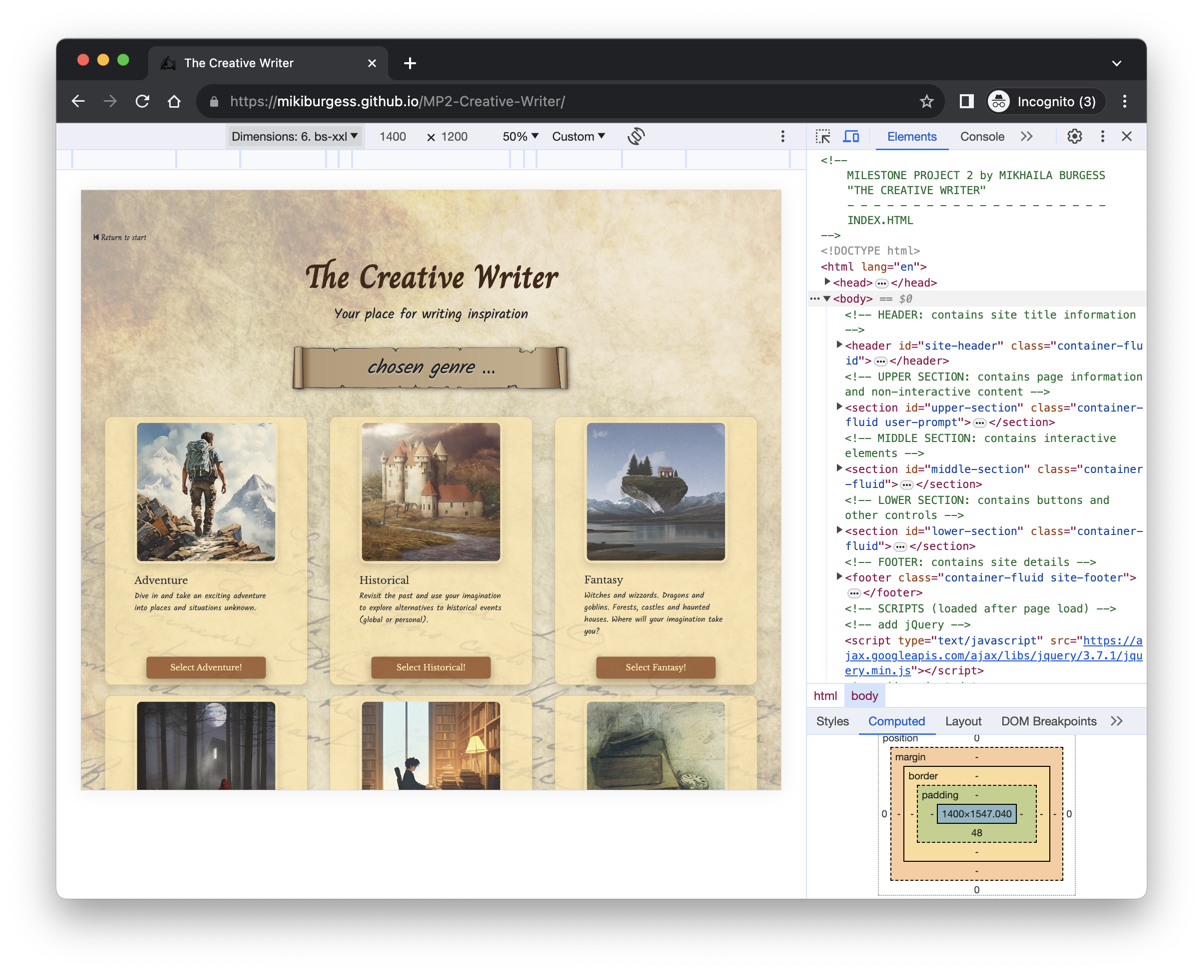 The Creative Writer
https://mikiburgess.github.io/MP2-Creative-Writer/
Incognito (3)
Dimensions: 6. bs-xxl
1400 × 1200
50%
Custom
Elements
Console
Return to start
The Creative Writer
Your place for writing inspiration
chosen genre ...
Adventure
Dive in and take an exciting adventure
into places and situations unknown.
Select Adventure!
Historical
Revisit the past and use your imagination
to explore alternatives to historical events
(global or personal).
Select Historical!
Fantasy
Witches and wizzards. Dragons and
goblins. Forests, castles and haunted
houses. Where will your imagination take
you?
Select Fantasy!
<!--
MILESTONE PROJECT 2 by MIKHAILA BURGESS
"THE CREATIVE WRITER"
- - - - - - - - - - - - - - - - - - - -
INDEX.HTML
-->
<!DOCTYPE html>
<html lang="en">
<head> ... </head>
<body> == $0
<!-- HEADER: contains site title information
-->
<header id="site-header" class="container-flu
id"> ... </header>
<!-- UPPER SECTION: contains page information
and non-interactive content -->
<section id="upper-section" class="container-
fluid user-prompt"> ... </section>
<!-- MIDDLE SECTION: contains interactive
elements -->
<section id="middle-section" class="container
-fluid"> ... </section>
<!-- LOWER SECTION: contains buttons and
other controls -->
<section id="lower-section" class="container-
fluid"> ... </section>
<!-- FOOTER: contains site details -->
<footer class="container-fluid site-footer">
... </footer>
<!-- SCRIPTS (loaded after page load) -->
<!-- add jQuery -->
<script type="text/javascript" src="https://a
jax.googleapis.com/ajax/libs/jquery/3.7.1/jqu
ery.min.js"></script>
html body
Styles Computed Layout DOM Breakpoints
position 0
margin -
border -
padding -
0 - - - 1400×1547.040 - - - 0
48
-
-
0